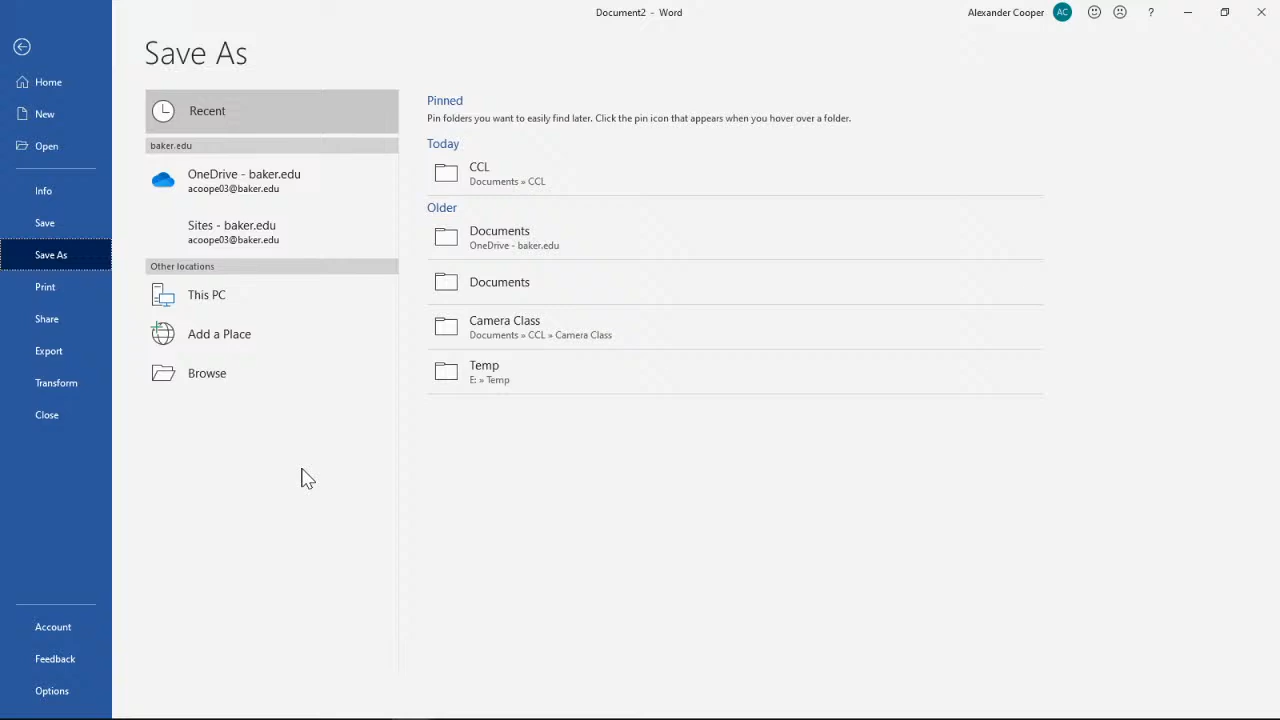 Document2 - Word
Alexander Cooper
AC
?
Save As
Home
New
Open
Info
Save
Save As
Print
Share
Export
Transform
Close
Account
Feedback
Options
Recent
baker.edu
OneDrive - baker.edu
acoope03@baker.edu
Sites - baker.edu
acoope03@baker.edu
Other locations
This PC
Add a Place
Browse
Pinned
Pin folders you want to easily find later. Click the pin icon that appears when you hover over a folder.
Today
CCL
Documents » CCL
Older
Documents
OneDrive - baker.edu
Documents
Camera Class
Documents » CCL » Camera Class
Temp
E: » Temp